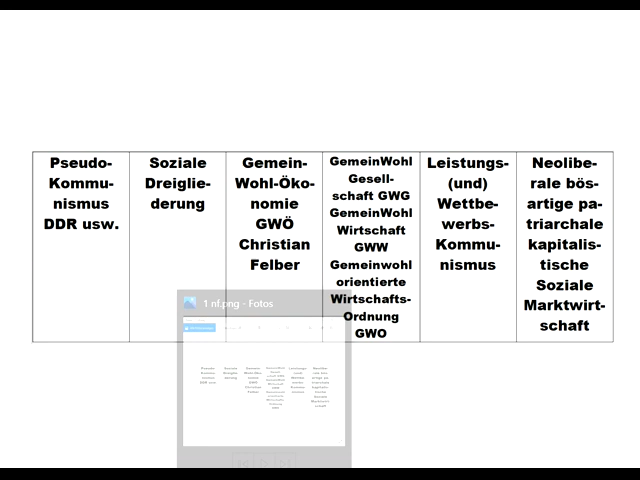 Pseudo-
Kommu-
nismus
DDR usw.
Soziale
Dreiglie-
derung
Gemein-
Wohl-Öko-
nomie
GWÖ
Christian
Felber
GemeinWohl
Gesell-
schaft GWG
GemeinWohl
Wirtschaft
GWW
Gemeinwohl
orientierte
Wirtschafts-
Ordnung
GWO
Leistungs-
(und)
Wettbe-
werbs-
Kommu-
nismus
Neolibe-
rale bös-
artige pa-
triarchale
kapitalis-
tische
Soziale
Marktwirt-
schaft
1 nf.png - Fotos